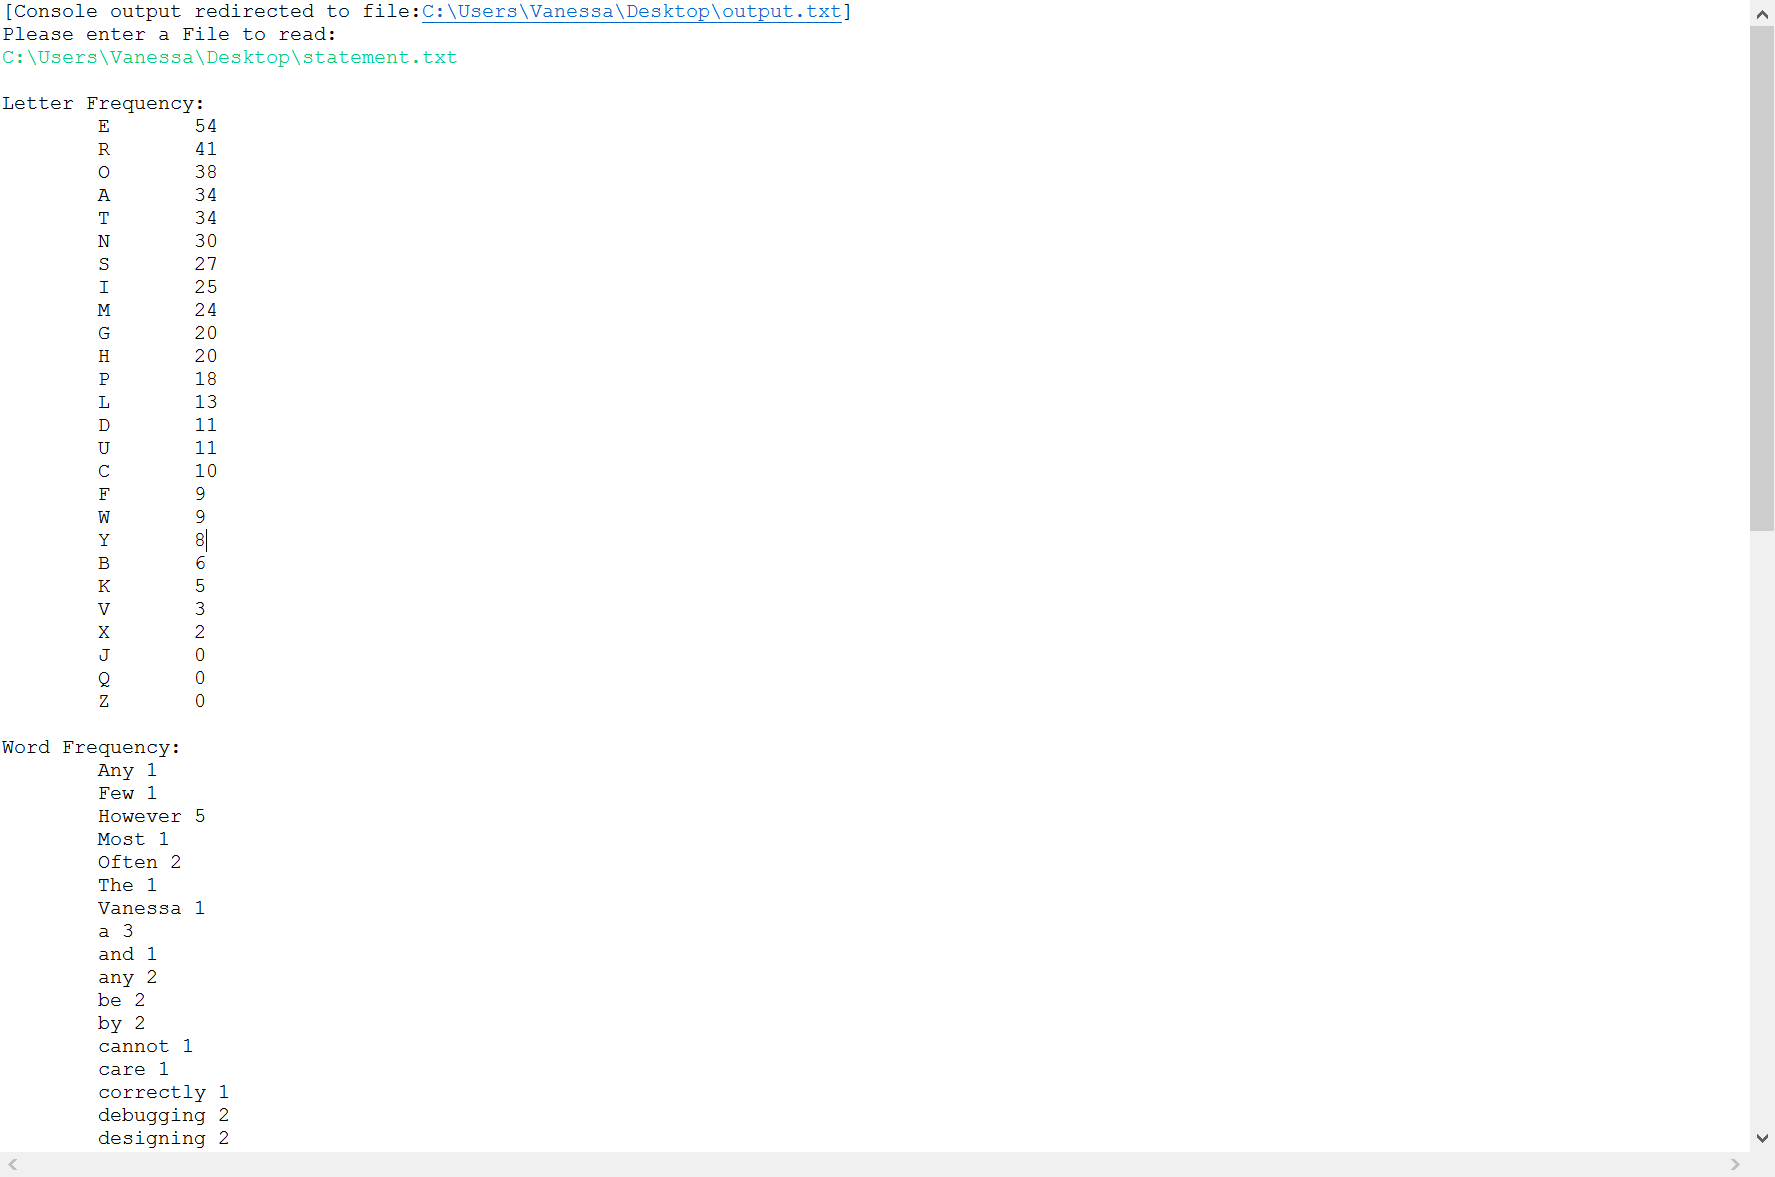 [Console output redirected to file:C:\Users\Vanessa\Desktop\output.txt]
Please enter a File to read:
C:\Users\Vanessa\Desktop\statement.txt
Letter Frequency:
E 54
R 41
O 38
A 34
T 34
N 30
S 27
I 25
M 24
G 20
H 20
P 18
L 13
D 11
U 11
C 10
F 9
W 9
Y 8
B 6
K 5
V 3
X 2
J 0
Q 0
Z 0
Word Frequency:
Any 1
Few 1
However 5
Most 1
Often 2
The 1
Vanessa 1
a 3
and 1
any 2
be 2
by 2
cannot 1
care 1
correctly 1
debugging 2
designing 2